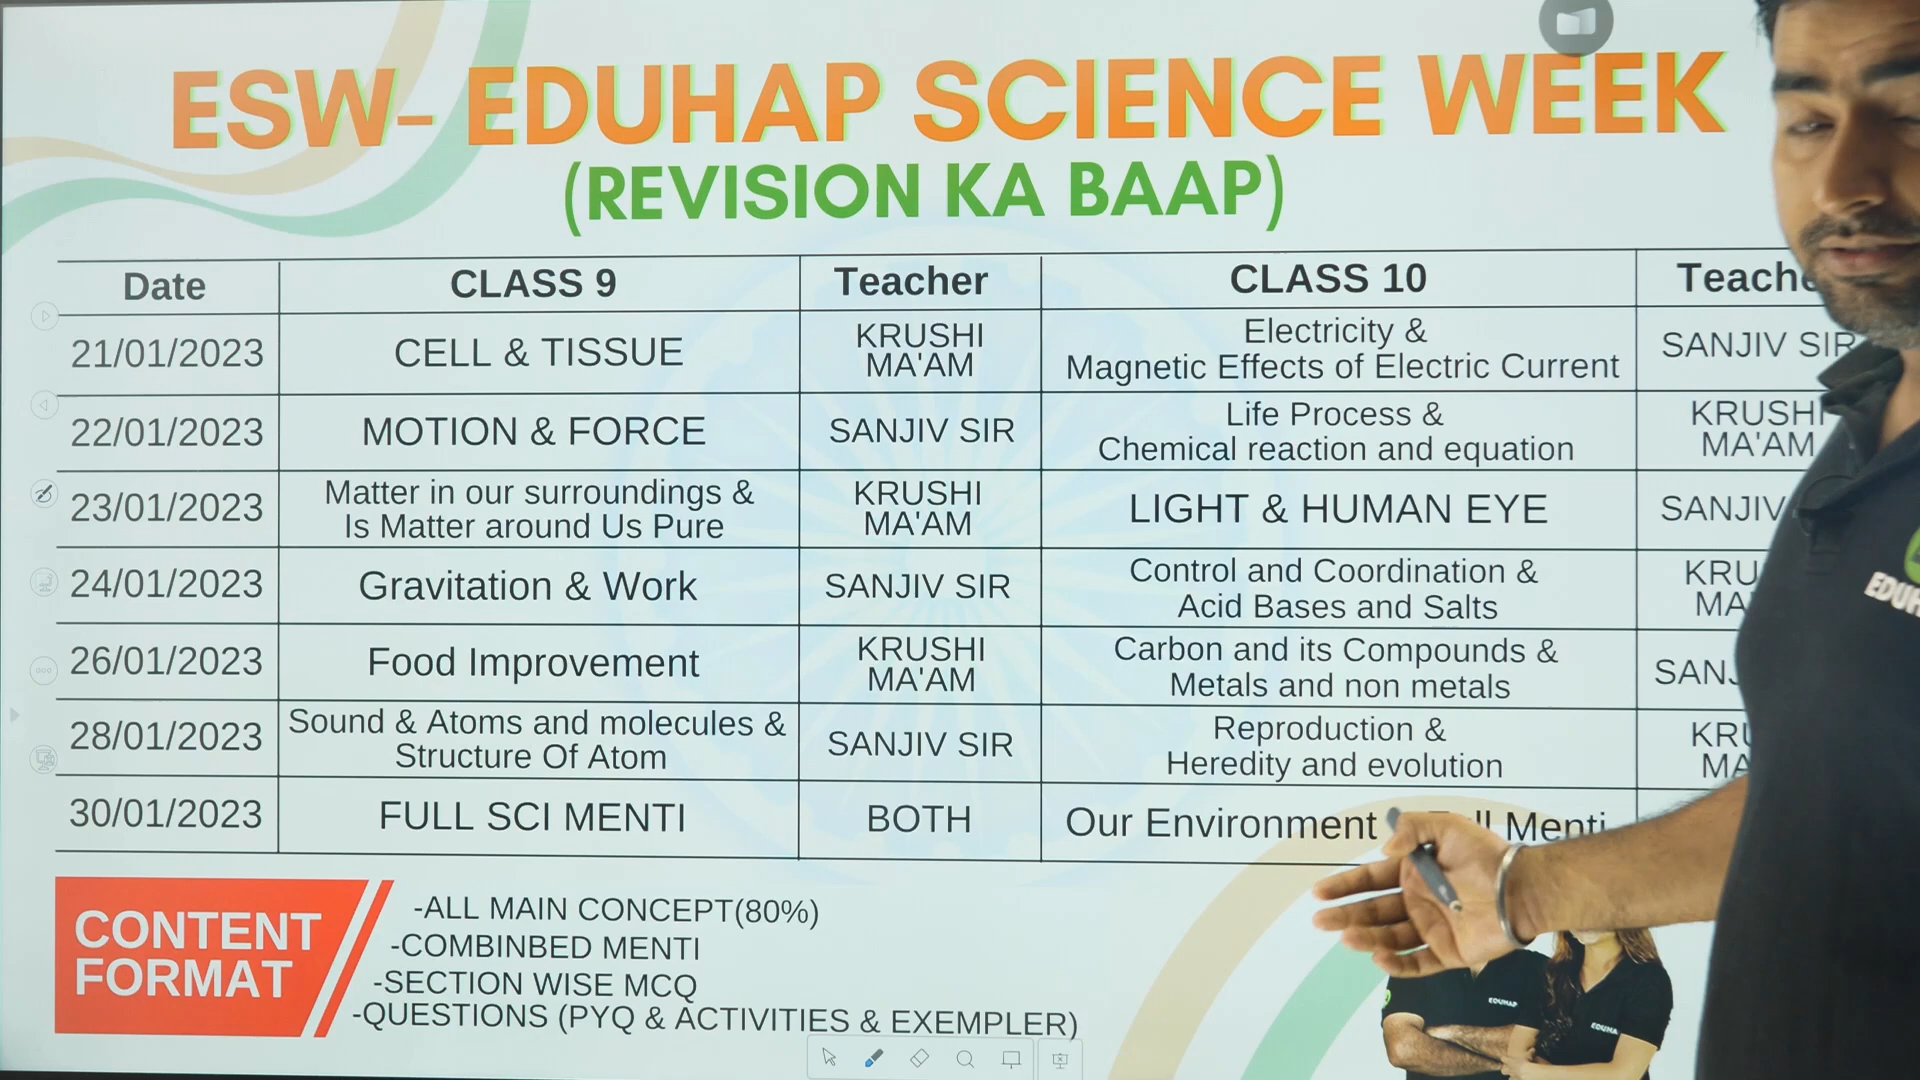 ESW- EDUHAP SCIENCE WEEK
(REVISION KA BAAP)
Date CLASS 9 Teacher CLASS 10
21/01/2023 CELL & TISSUE KRUSHI MA'AM Electricity & Magnetic Effects of Electric Current SANJIV SIR
22/01/2023 MOTION & FORCE SANJIV SIR Life Process & Chemical reaction and equation KRUSHI MA'AM
23/01/2023 Matter in our surroundings & Is Matter around Us Pure KRUSHI MA'AM LIGHT & HUMAN EYE SANJIV
24/01/2023 Gravitation & Work SANJIV SIR Control and Coordination & Acid Bases and Salts
26/01/2023 Food Improvement KRUSHI MA'AM Carbon and its Compounds & Metals and non metals
28/01/2023 Sound & Atoms and molecules & Structure Of Atom SANJIV SIR Reproduction & Heredity and evolution
30/01/2023 FULL SCI MENTI BOTH Our Environment Menti
CONTENT
FORMAT
-ALL MAIN CONCEPT(80%)
-COMBINBED MENTI
-SECTION WISE MCQ
-QUESTIONS (PYQ & ACTIVITIES & EXEMPLER)
EDUHAP